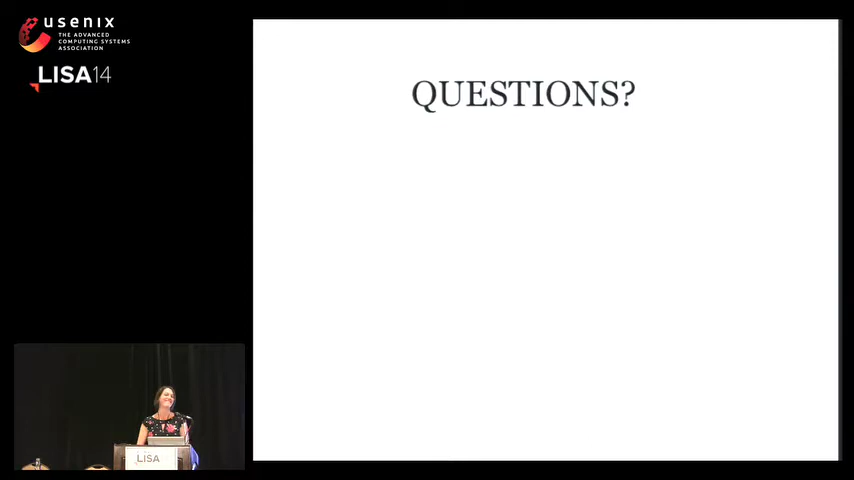 usenix
THE ADVANCED
COMPUTING SYSTEMS
ASSOCIATION
LISA14
QUESTIONS?
LISA